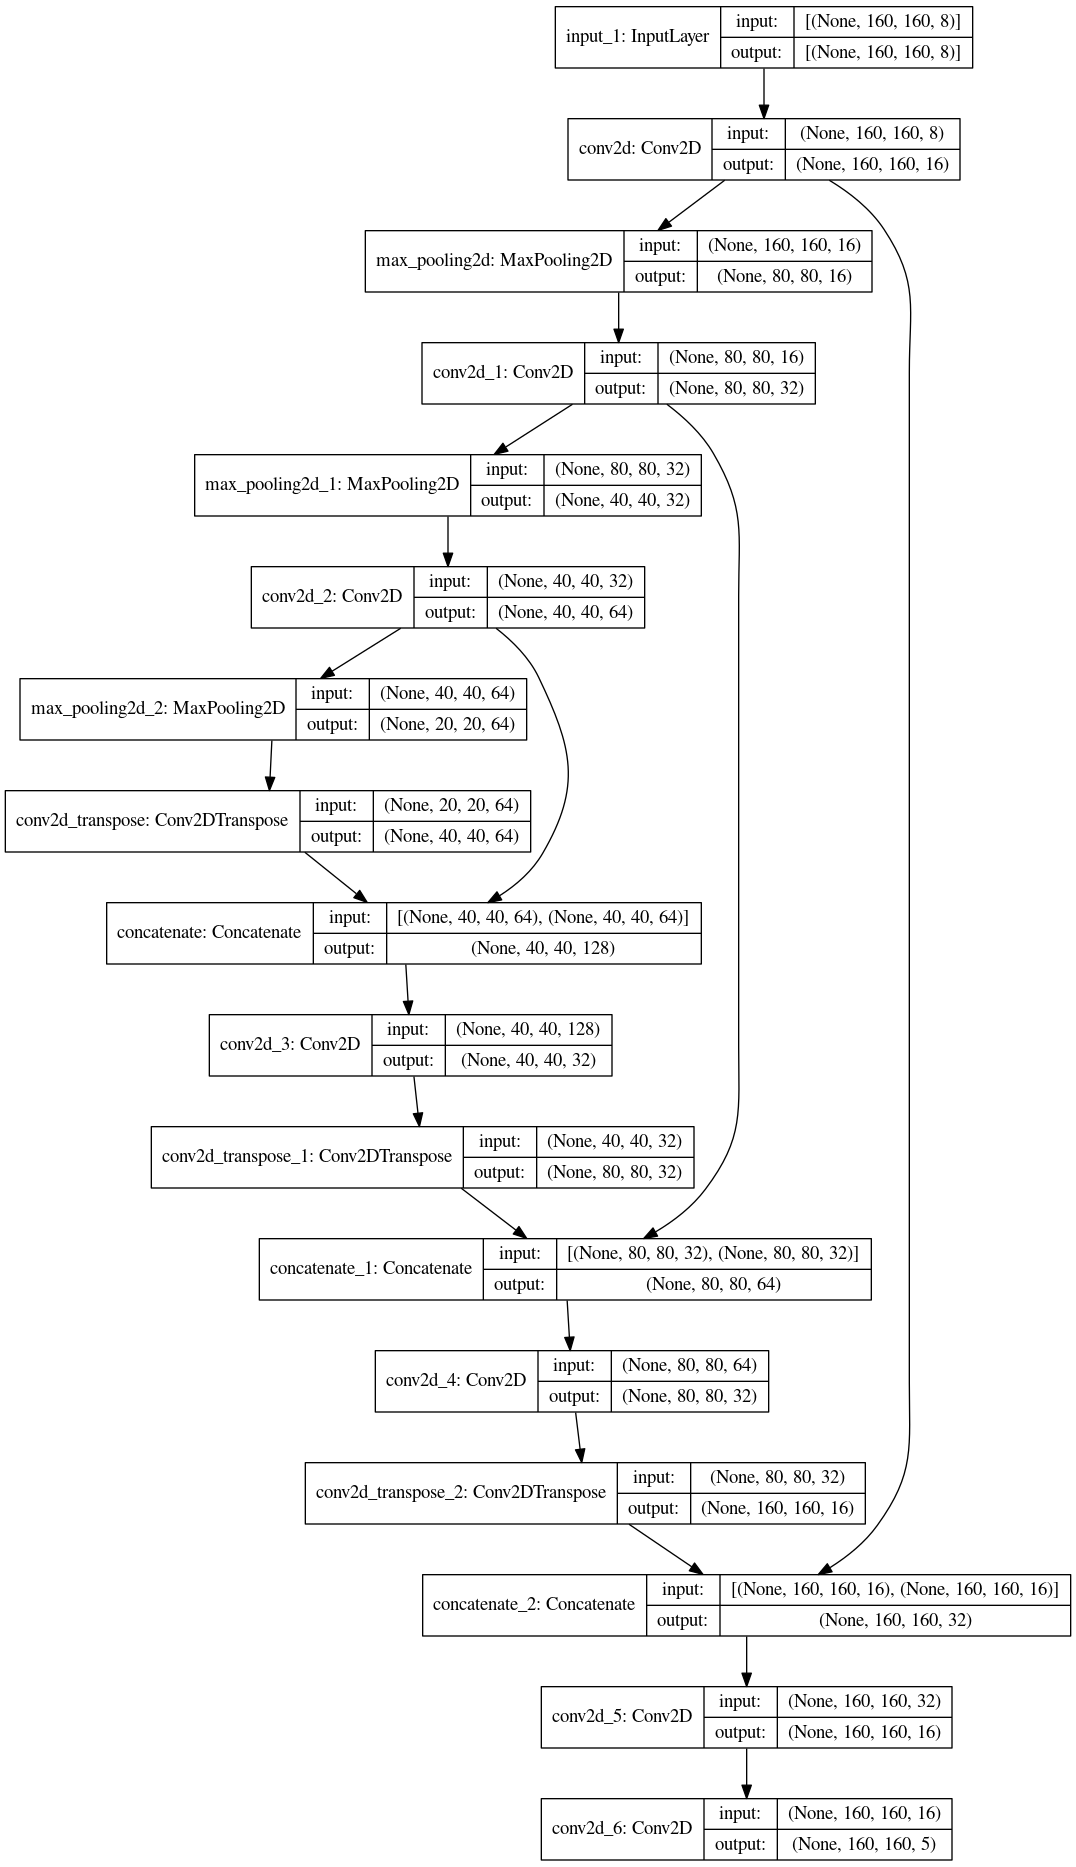 input_1: InputLayer
input:
[(None, 160, 160, 8)]
output:
[(None, 160, 160, 8)]
conv2d: Conv2D
input:
(None, 160, 160, 8)
output:
(None, 160, 160, 16)
max_pooling2d: MaxPooling2D
input:
(None, 160, 160, 16)
output:
(None, 80, 80, 16)
conv2d_1: Conv2D
input:
(None, 80, 80, 16)
output:
(None, 80, 80, 32)
max_pooling2d_1: MaxPooling2D
input:
(None, 80, 80, 32)
output:
(None, 40, 40, 32)
conv2d_2: Conv2D
input:
(None, 40, 40, 32)
output:
(None, 40, 40, 64)
max_pooling2d_2: MaxPooling2D
input:
(None, 40, 40, 64)
output:
(None, 20, 20, 64)
conv2d_transpose: Conv2DTranspose
input:
(None, 20, 20, 64)
output:
(None, 40, 40, 64)
concatenate: Concatenate
input:
[(None, 40, 40, 64), (None, 40, 40, 64)]
output:
(None, 40, 40, 128)
conv2d_3: Conv2D
input:
(None, 40, 40, 128)
output:
(None, 40, 40, 32)
conv2d_transpose_1: Conv2DTranspose
input:
(None, 40, 40, 32)
output:
(None, 80, 80, 32)
concatenate_1: Concatenate
input:
[(None, 80, 80, 32), (None, 80, 80, 32)]
output:
(None, 80, 80, 64)
conv2d_4: Conv2D
input:
(None, 80, 80, 64)
output:
(None, 80, 80, 32)
conv2d_transpose_2: Conv2DTranspose
input:
(None, 80, 80, 32)
output:
(None, 160, 160, 16)
concatenate_2: Concatenate
input:
[(None, 160, 160, 16), (None, 160, 160, 16)]
output:
(None, 160, 160, 32)
conv2d_5: Conv2D
input:
(None, 160, 160, 32)
output:
(None, 160, 160, 16)
conv2d_6: Conv2D
input:
(None, 160, 160, 16)
output:
(None, 160, 160, 5)